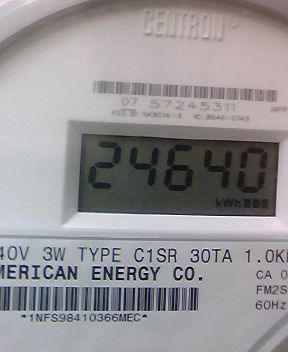 CENTRON
07 57245311
24640
kWh
40V 3W TYPE C1SR 30TA 1.0K
MERICAN ENERGY CO.
CA 0
FM2S
60Hz
*1NFS98410366MEC*